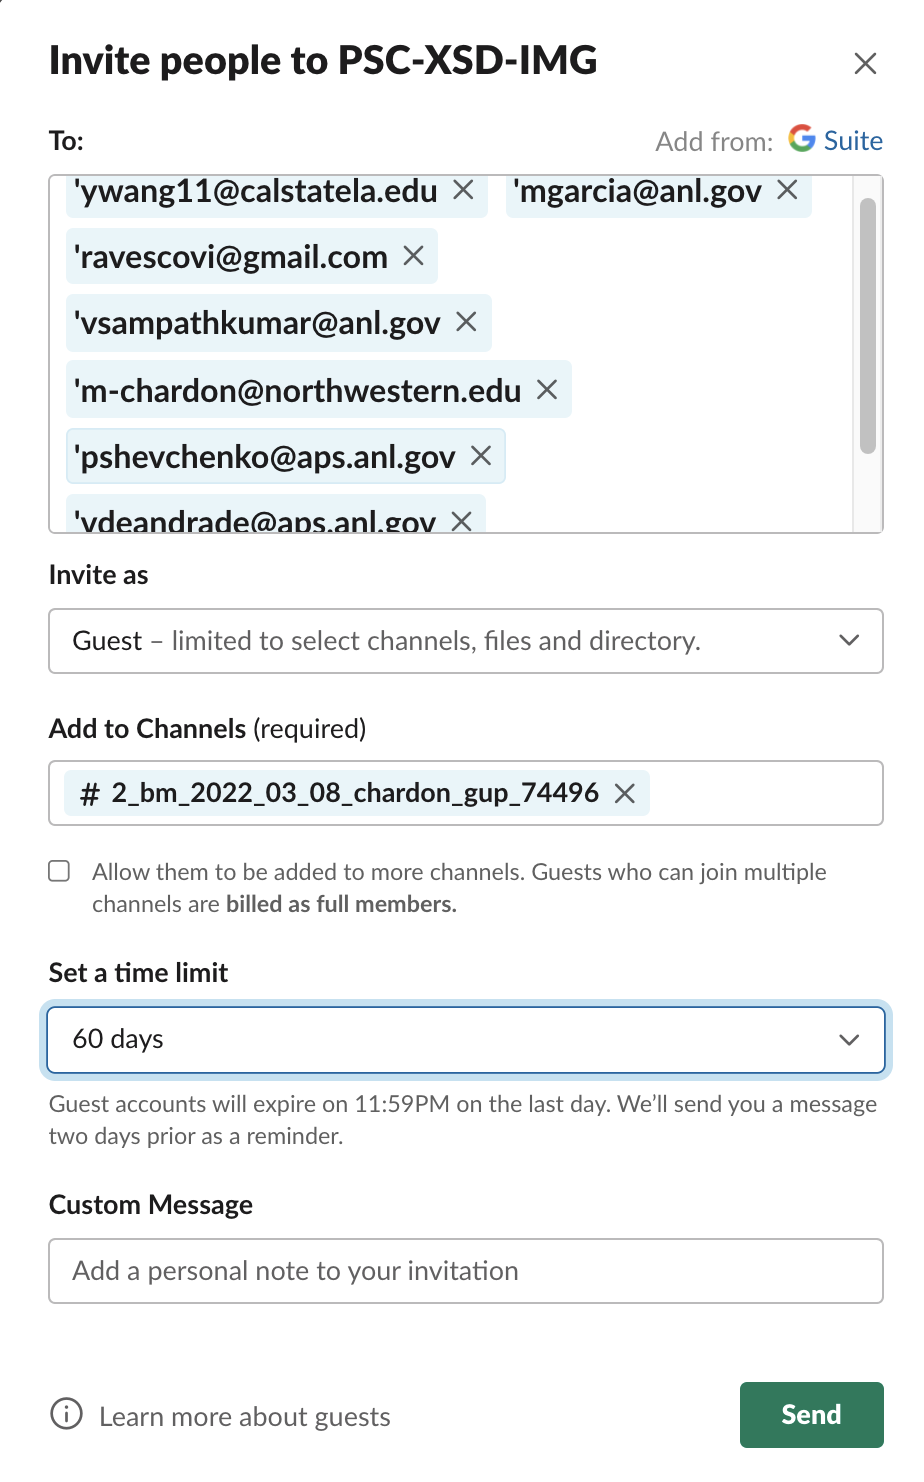 Invite people to PSC-XSD-IMG
To: Add from: G Suite
'ywang11@calstatela.edu 'mgarcia@anl.gov
'ravescovi@gmail.com
'vsampathkumar@anl.gov
'm-chardon@northwestern.edu
'pshevchenko@aps.anl.gov
'vdeandrade@aps.anl.gov
Invite as
Guest – limited to select channels, files and directory.
Add to Channels (required)
# 2_bm_2022_03_08_chardon_gup_74496
Allow them to be added to more channels. Guests who can join multiple
channels are billed as full members.
Set a time limit
60 days
Guest accounts will expire on 11:59PM on the last day. We’ll send you a message
two days prior as a reminder.
Custom Message
Add a personal note to your invitation
Learn more about guests
Send